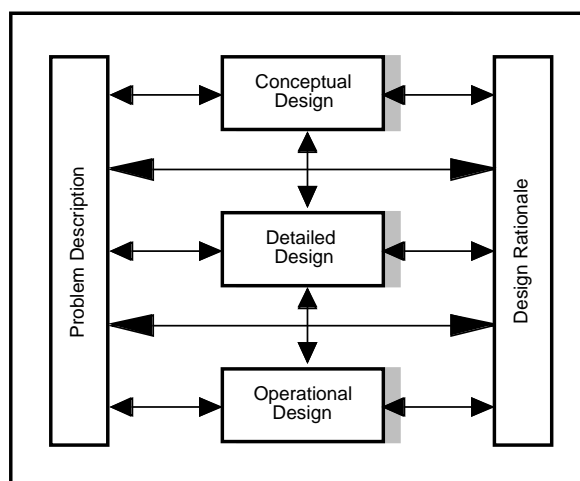 Problem Description
Conceptual
Design
Detailed
Design
Operational
Design
Design Rationale